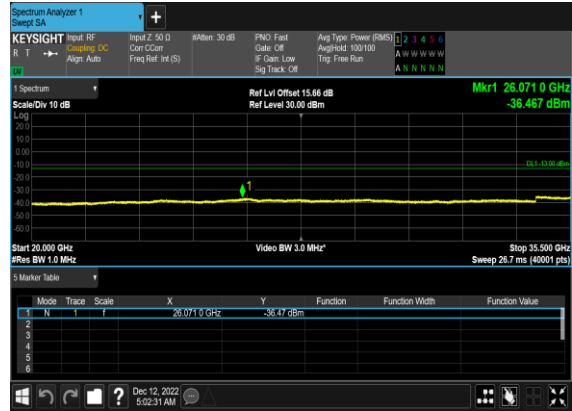 Spectrum Analyzer 1
Swept SA
+
KEYSIGHT Input: RF Input Z: 50 Ω #Atten: 30 dB PNO: Fast Avg Type: Power (RMS) 1 2 3 4 5 6
R T Coupling: DC Corr CCorr Gate: Off Avg|Hold: 100/100 A W W W W W
Align: Auto Freq Ref: Int (S) IF Gain: Low Trig: Free Run
Sig Track: Off A N N N N N
1 Spectrum Ref Lvl Offset 15.66 dB Mkr1 26.071 0 GHz
Scale/Div 10 dB Ref Level 30.00 dBm -36.467 dBm
Log
20.0
10.0
0.00
-10.0
DL1 -13.00 dBm
-20.0
-30.0
1
-40.0
-50.0
-60.0
Start 20.000 GHz Video BW 3.0 MHz* Stop 35.500 GHz
#Res BW 1.0 MHz Sweep 26.7 ms (40001 pts)
5 Marker Table
Mode Trace Scale X Y Function Function Width Function Value
1 N 1 f 26.071 0 GHz -36.47 dBm
2
3
4
5
6
? Dec 12, 2022
5:02:31 AM